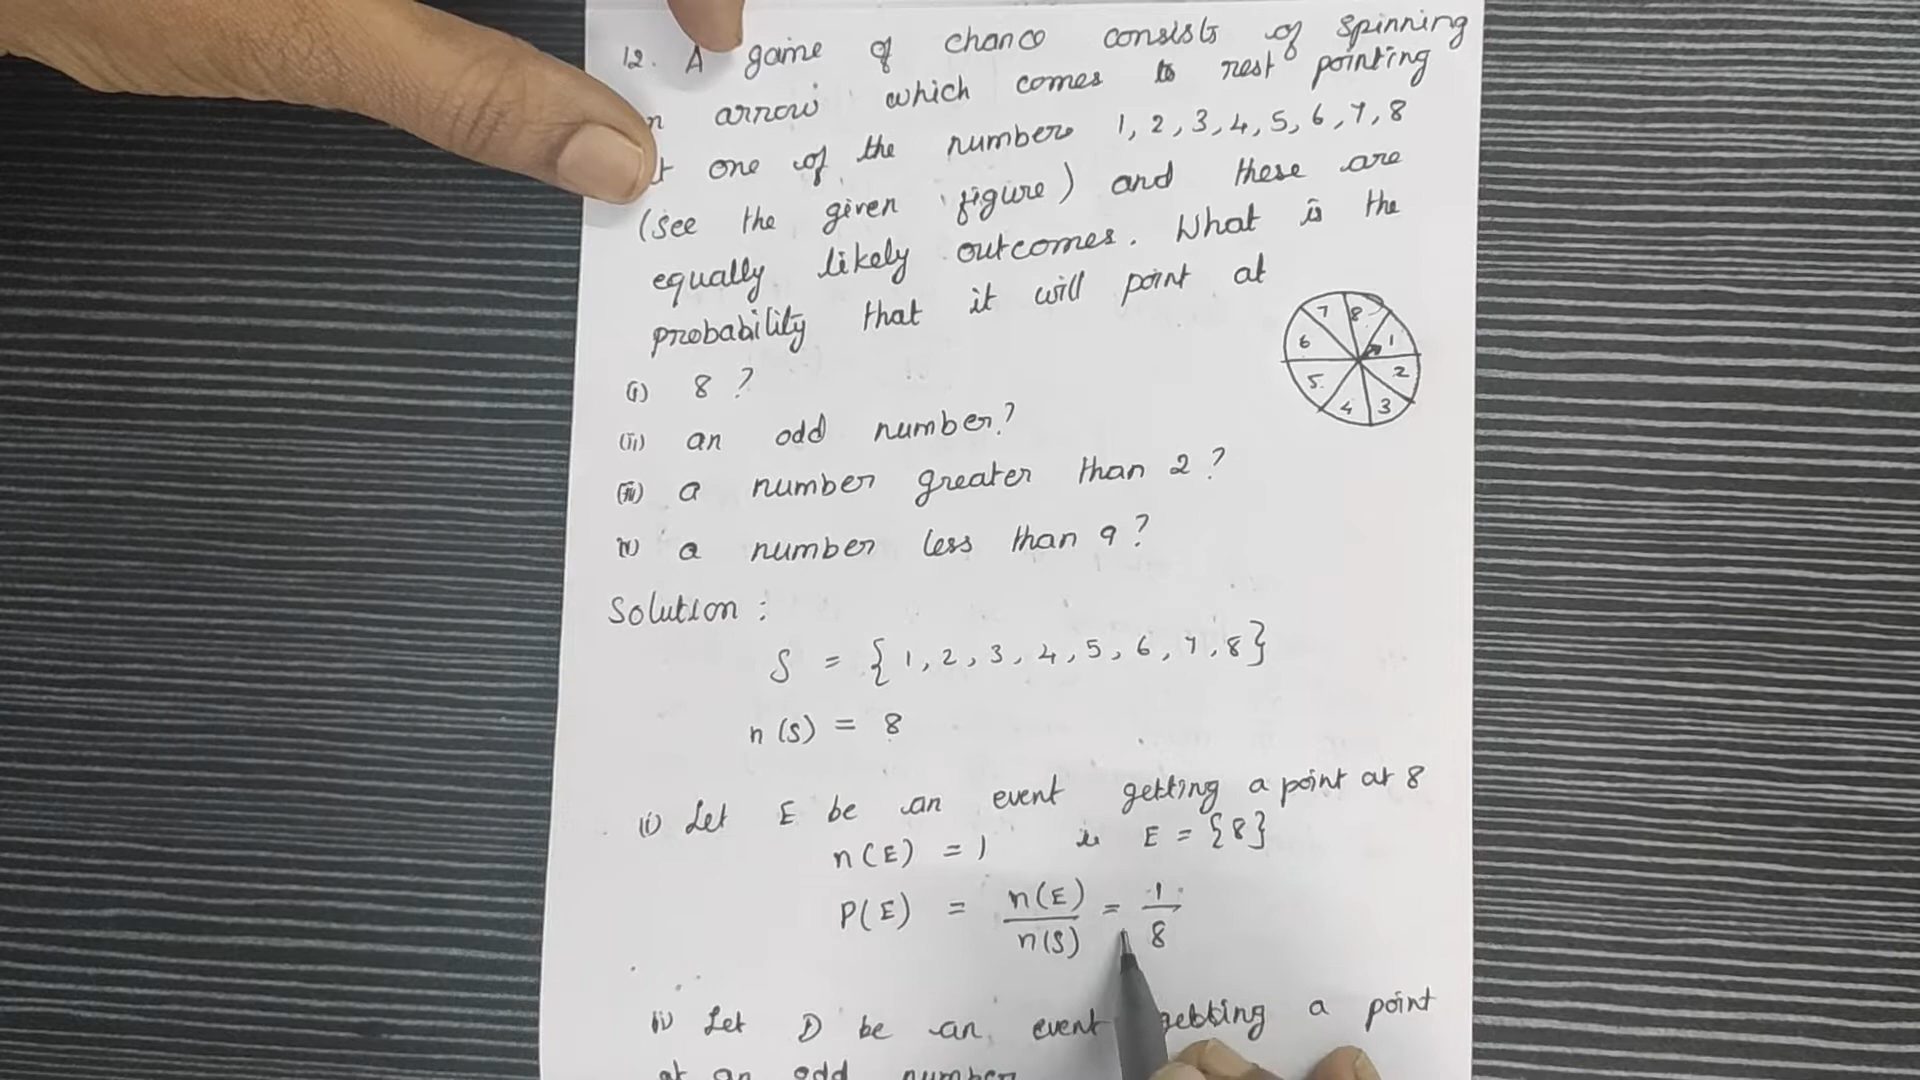 12. A game of chance consists of spinning
n arrow which comes to rest pointing
t one of the numbers 1, 2, 3, 4, 5, 6, 7, 8
(see the given figure) and these are
equally likely outcomes. What is the
probability that it will point at
7 8
6 1
5 2
4 3
(i) 8 ?
(ii) an odd number?
(iii) a number greater than 2 ?
iv) a number less than 9 ?
Solution :
S = { 1, 2, 3, 4, 5, 6, 7, 8}
n (S) = 8
(i) Let E be an event getting a point at 8
n(E) = 1 is E = {8}
P(E) = n(E)/n(S) = 1/8
ii) Let D be an event getting a point
at an odd number